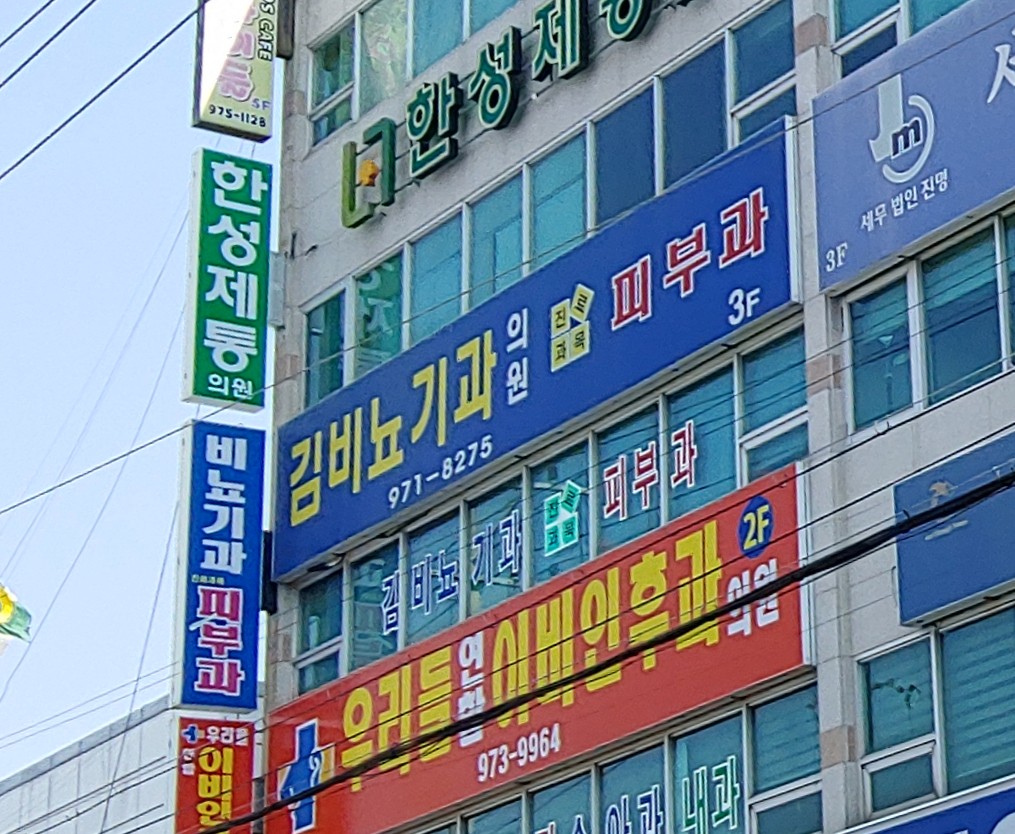 975-1128
5F
한성제통
의원
비뇨기과
진료과목
피부과
우리들
연합
이비인
한성제통
김비뇨기과
의원
진료
과목
피부과
3F
971-8275
김비뇨기과
진료
과목
피부과
우리들
연합
이비인후과
의원
2F
973-9964
내과
m
세무 법인 진명
3F